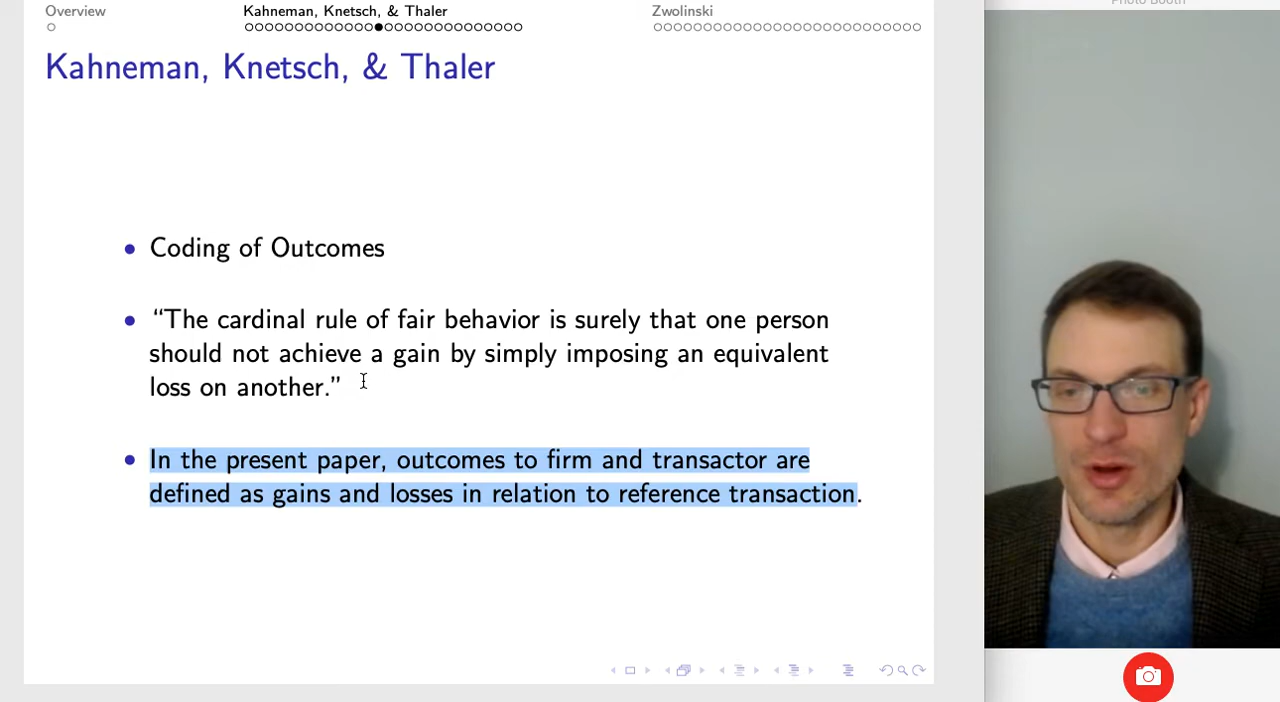 Overview
Kahneman, Knetsch, & Thaler
Zwolinski
Kahneman, Knetsch, & Thaler
Coding of Outcomes
“The cardinal rule of fair behavior is surely that one person
should not achieve a gain by simply imposing an equivalent
loss on another.”
In the present paper, outcomes to firm and transactor are
defined as gains and losses in relation to reference transaction.
Photo Booth